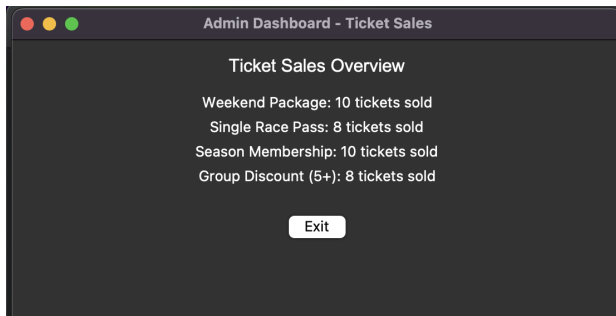 Admin Dashboard - Ticket Sales
Ticket Sales Overview
Weekend Package: 10 tickets sold
Single Race Pass: 8 tickets sold
Season Membership: 10 tickets sold
Group Discount (5+): 8 tickets sold
Exit